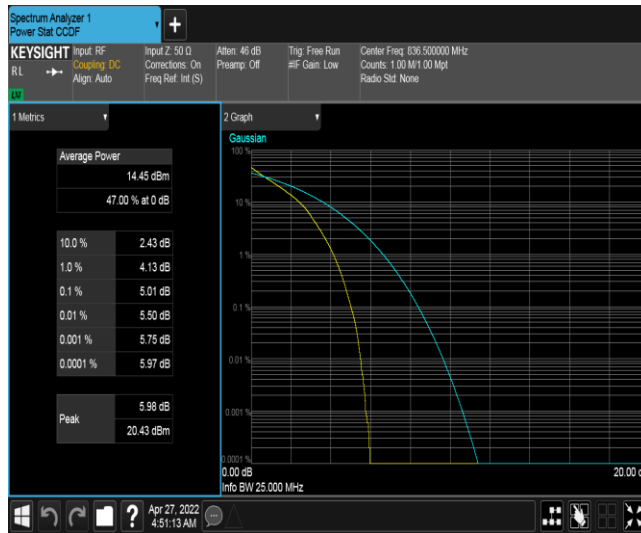 Spectrum Analyzer 1
Power Stat CCDF
+
KEYSIGHT
RL
Input: RF
Coupling: DC
Align: Auto
Input Z: 50 Ω
Corrections: On
Freq Ref: Int (S)
Atten: 46 dB
Preamp: Off
Trig: Free Run
#IF Gain: Low
Center Freq: 836.500000 MHz
Counts: 1.00 M/1.00 Mpt
Radio Std: None
1 Metrics
Average Power
14.45 dBm
47.00 % at 0 dB
10.0 % 2.43 dB
1.0 % 4.13 dB
0.1 % 5.01 dB
0.01 % 5.50 dB
0.001 % 5.75 dB
0.0001 % 5.97 dB
Peak
5.98 dB
20.43 dBm
2 Graph
Gaussian
100 %
10 %
1 %
0.1 %
0.01 %
0.001 %
0.0001 %
0.00 dB
20.00
Info BW 25.000 MHz
?
Apr 27, 2022
4:51:13 AM